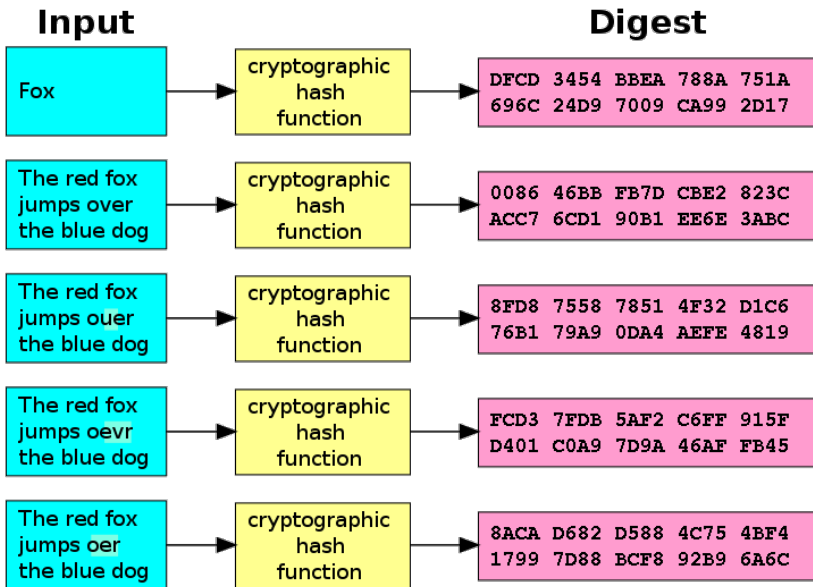 Input
Digest
Fox
cryptographic
hash
function
DFCD 3454 BBEA 788A 751A
696C 24D9 7009 CA99 2D17
The red fox
jumps over
the blue dog
cryptographic
hash
function
0086 46BB FB7D CBE2 823C
ACC7 6CD1 90B1 EE6E 3ABC
The red fox
jumps ouer
the blue dog
cryptographic
hash
function
8FD8 7558 7851 4F32 D1C6
76B1 79A9 0DA4 AEFE 4819
The red fox
jumps oevr
the blue dog
cryptographic
hash
function
FCD3 7FDB 5AF2 C6FF 915F
D401 C0A9 7D9A 46AF FB45
The red fox
jumps oer
the blue dog
cryptographic
hash
function
8ACA D682 D588 4C75 4BF4
1799 7D88 BCF8 92B9 6A6C